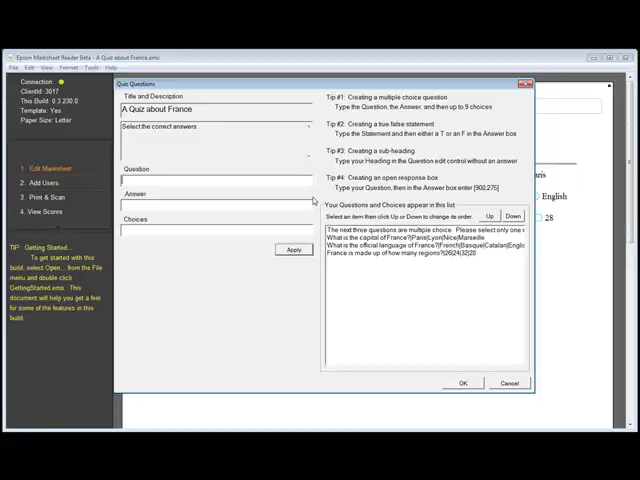 Epron Marksheet Reader Beta - A Quiz about France.ems
File Edit View Format Tools Help
Connection
ClientId: 3017
This Build: 0.3.230.0
Template: Yes
Paper Size: Letter
1 Edit Marksheet
2. Add Users
3. Print & Scan
4. View Scores
TIP: Getting Started...
To get started with this
build, select Open... from the File
menu and double click
GettingStarted.ems. This
document will help you get a feel
for some of the features in this
build.
Quiz Questions
Title and Description
A Quiz about France
Select the correct answers
Question
Answer
Choices
Apply
Tip #1: Creating a multiple choice question
Type the Question, the Answer, and then up to 9 choices
Tip #2: Creating a true false statement
Type the Statement and then either a T or an F in the Answer box
Tip #3: Creating a sub-heading
Type your Heading in the Question edit control without an answer
Tip #4: Creating an open response box
Type your Question, then in the Answer box enter [900,275]
Your Questions and Choices appear in this list
Select an item then click Up or Down to change its order.
Up
Down
The next three questions are multiple choice. Please select only one
What is the capital of France?|Paris|Lyon|Nice|Marseille
What is the official language of France?|French|Basque|Catalan|Englis
France is made up of how many regions?|26|24|32|28
OK
Cancel
aris
English
28